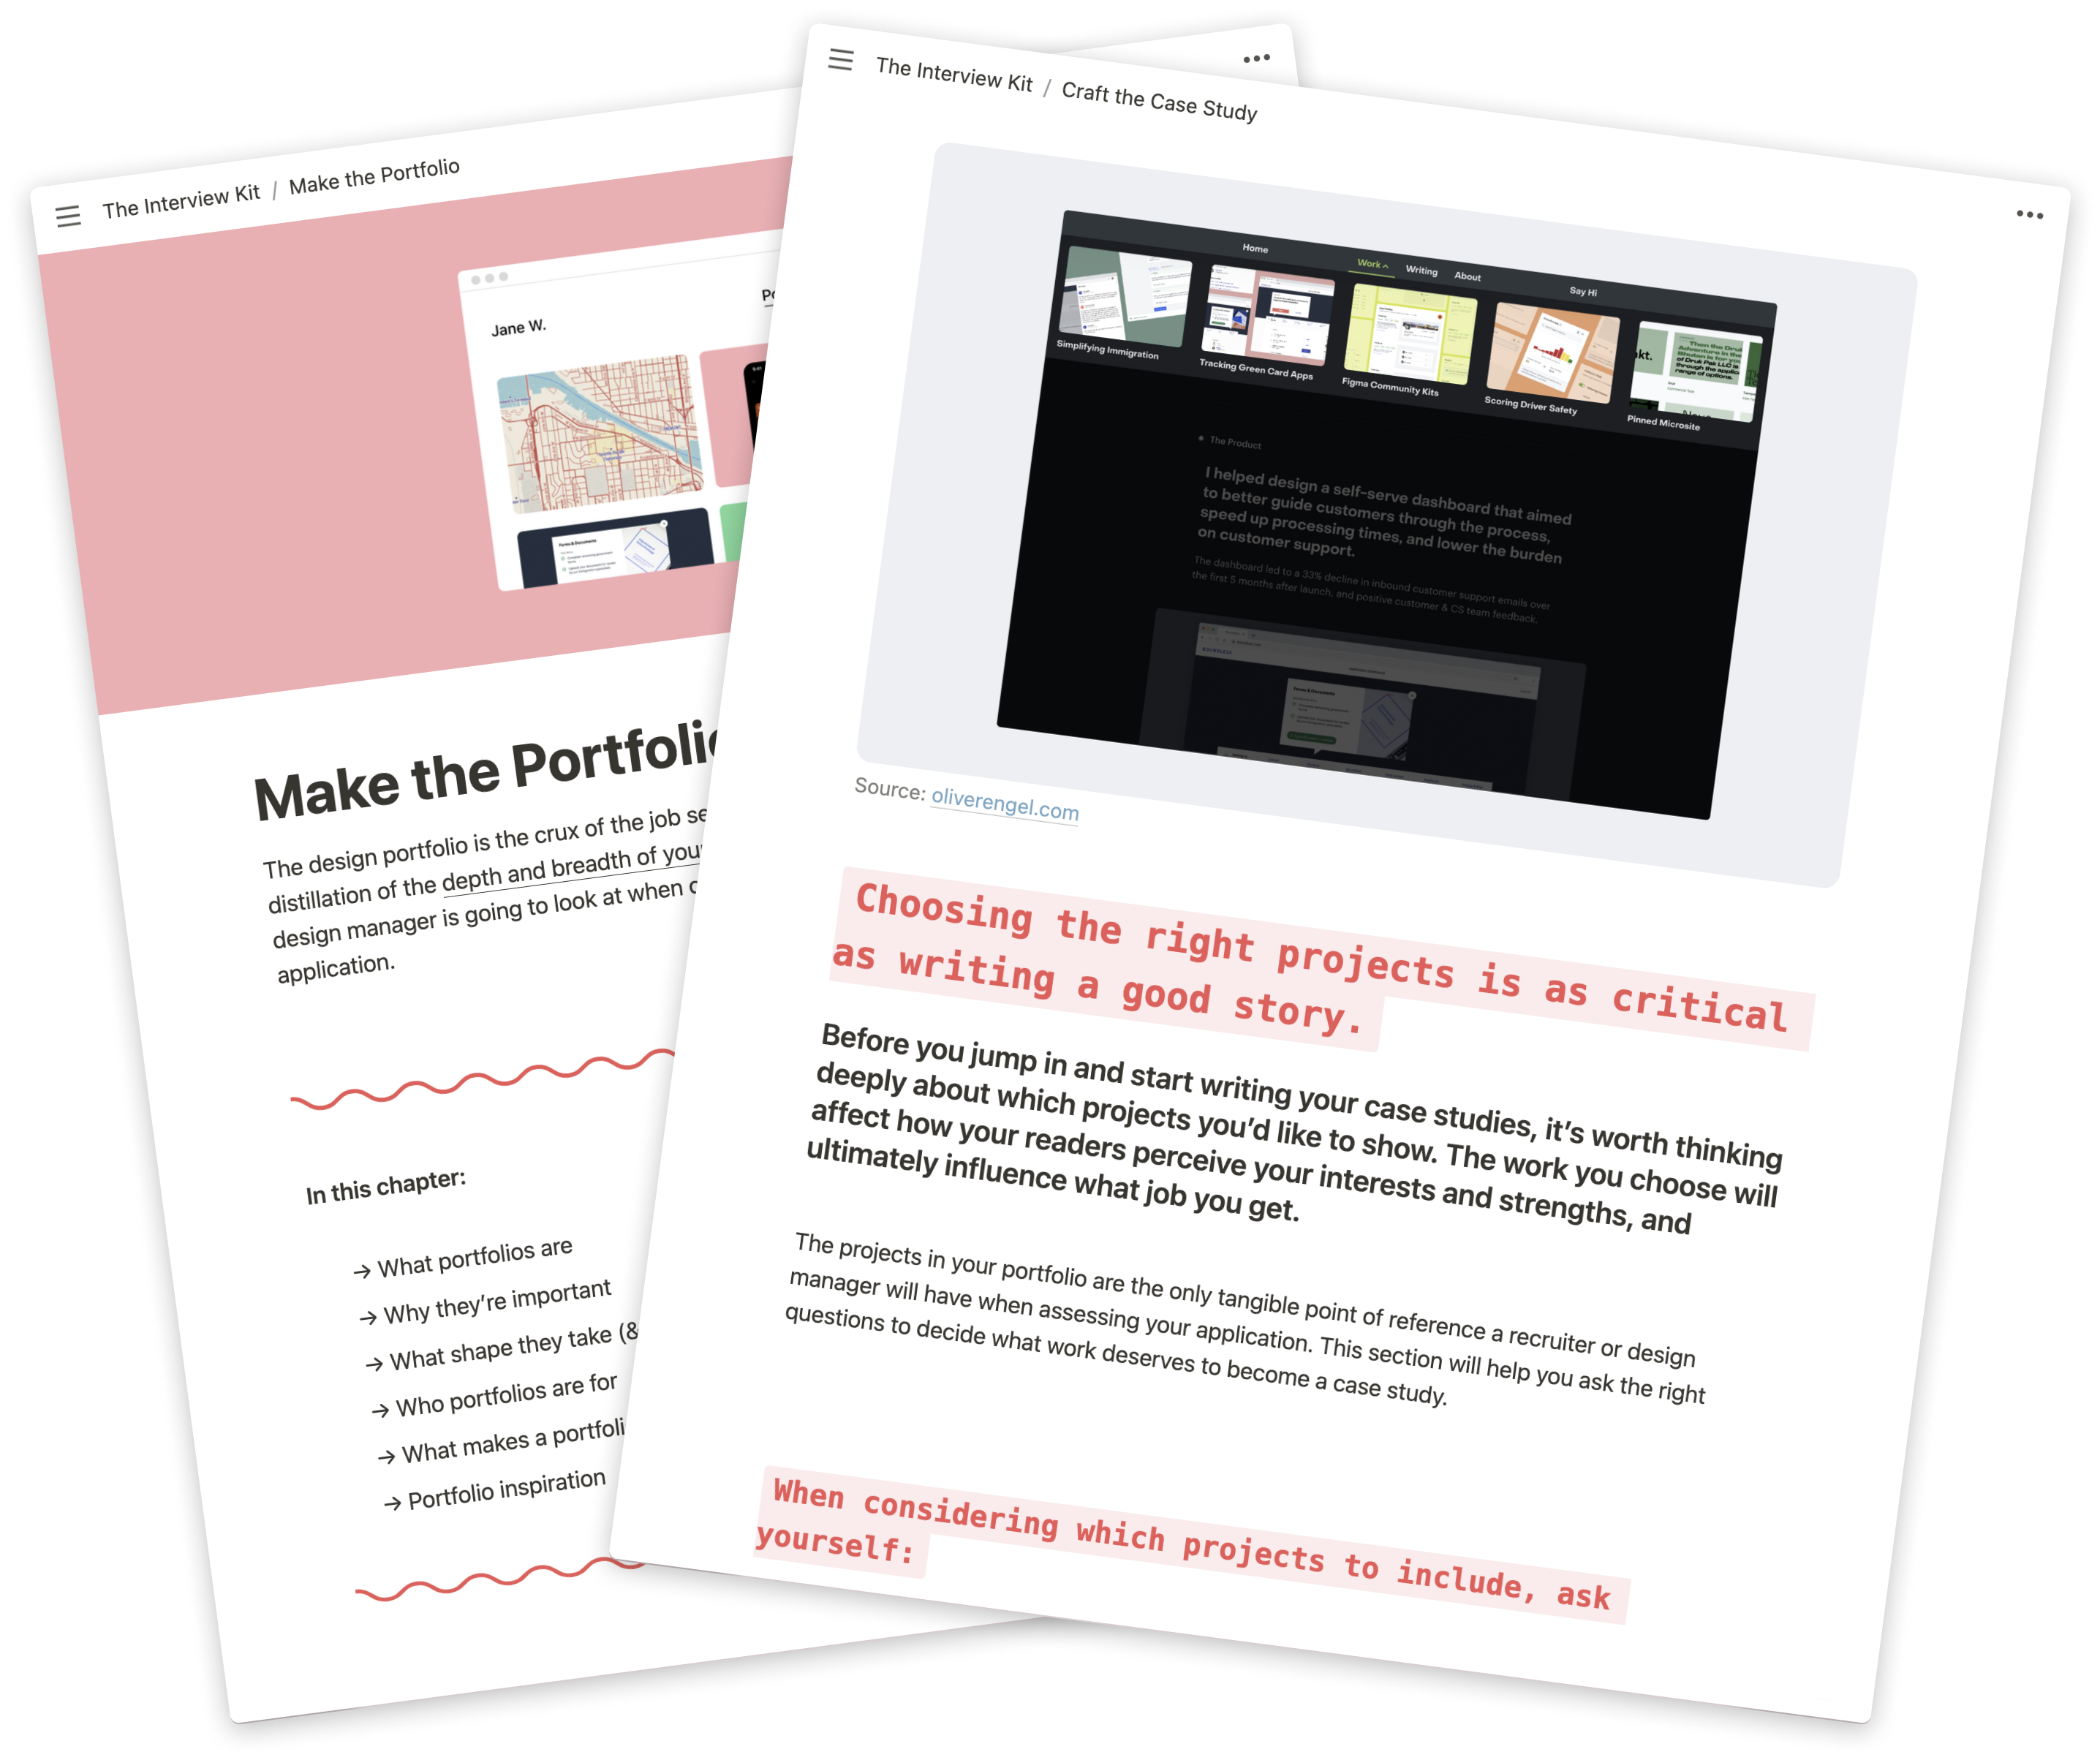 The Interview Kit / Make the Portfolio
Jane W.
Forms & Documents
Make the Portfolio
The design portfolio is the crux of the job
distillation of the depth and breadth of your
design manager is going to look at when
application.
In this chapter:
→ What portfolios are
→ Why they’re important
→ What shape they take (&
→ Who portfolios are for
→ What makes a
→ Portfolio inspiration
The Interview Kit / Craft the Case Study
Home
Work
Writing
About
Say Hi
Simplifying Immigration
Tracking Green Card Apps
Figma Community Kits
Scoring Driver Safety
Pinned Microsite
The Product
I helped design a self-serve dashboard that aimed
to better guide customers through the process,
speed up processing times, and lower the burden
on customer support.
The dashboard led to a 33% decline in inbound customer support emails over
the first 5 months after launch, and positive customer & CS team feedback.
BOUNDLESS
Forms & Documents
Source: oliverengel.com
Choosing the right projects is as critical
as writing a good story.
Before you jump in and start writing your case studies, it’s worth thinking
deeply about which projects you’d like to show. The work you choose will
affect how your readers perceive your interests and strengths, and
ultimately influence what job you get.
The projects in your portfolio are the only tangible point of reference a recruiter or design
manager will have when assessing your application. This section will help you ask the right
questions to decide what work deserves to become a case study.
When considering which projects to include, ask
yourself: